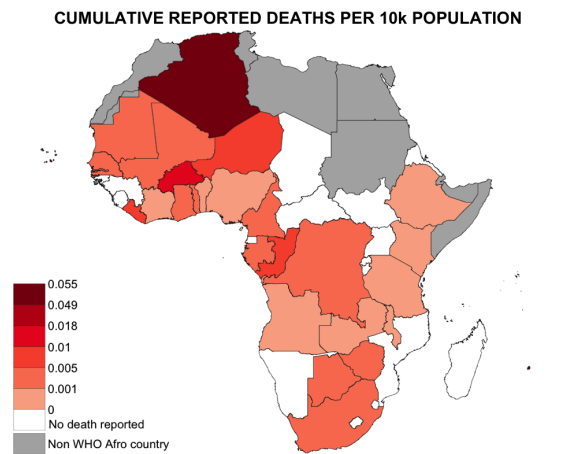 CUMULATIVE REPORTED DEATHS PER 10k POPULATION
0.055
0.049
0.018
0.01
0.005
0.001
0
No death reported
Non WHO Afro country